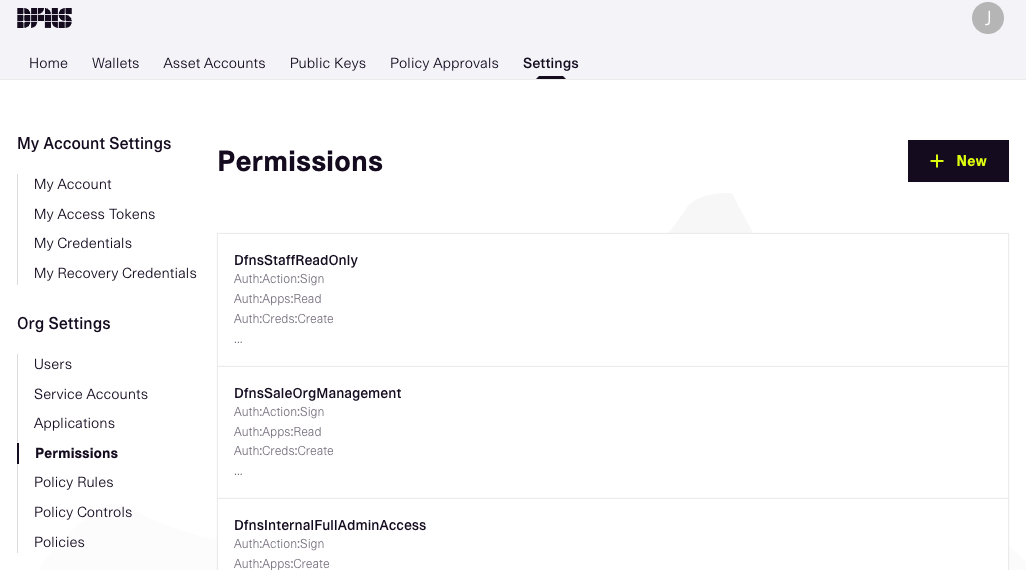 DFNS
J
Home Wallets Asset Accounts Public Keys Policy Approvals Settings
My Account Settings
My Account
My Access Tokens
My Credentials
My Recovery Credentials
Org Settings
Users
Service Accounts
Applications
Permissions
Policy Rules
Policy Controls
Policies
Permissions
+ New
DfnsStaffReadOnly
Auth:Action:Sign
Auth:Apps:Read
Auth:Creds:Create
...
DfnsSaleOrgManagement
Auth:Action:Sign
Auth:Apps:Read
Auth:Creds:Create
...
DfnsInternalFullAdminAccess
Auth:Action:Sign
Auth:Apps:Create